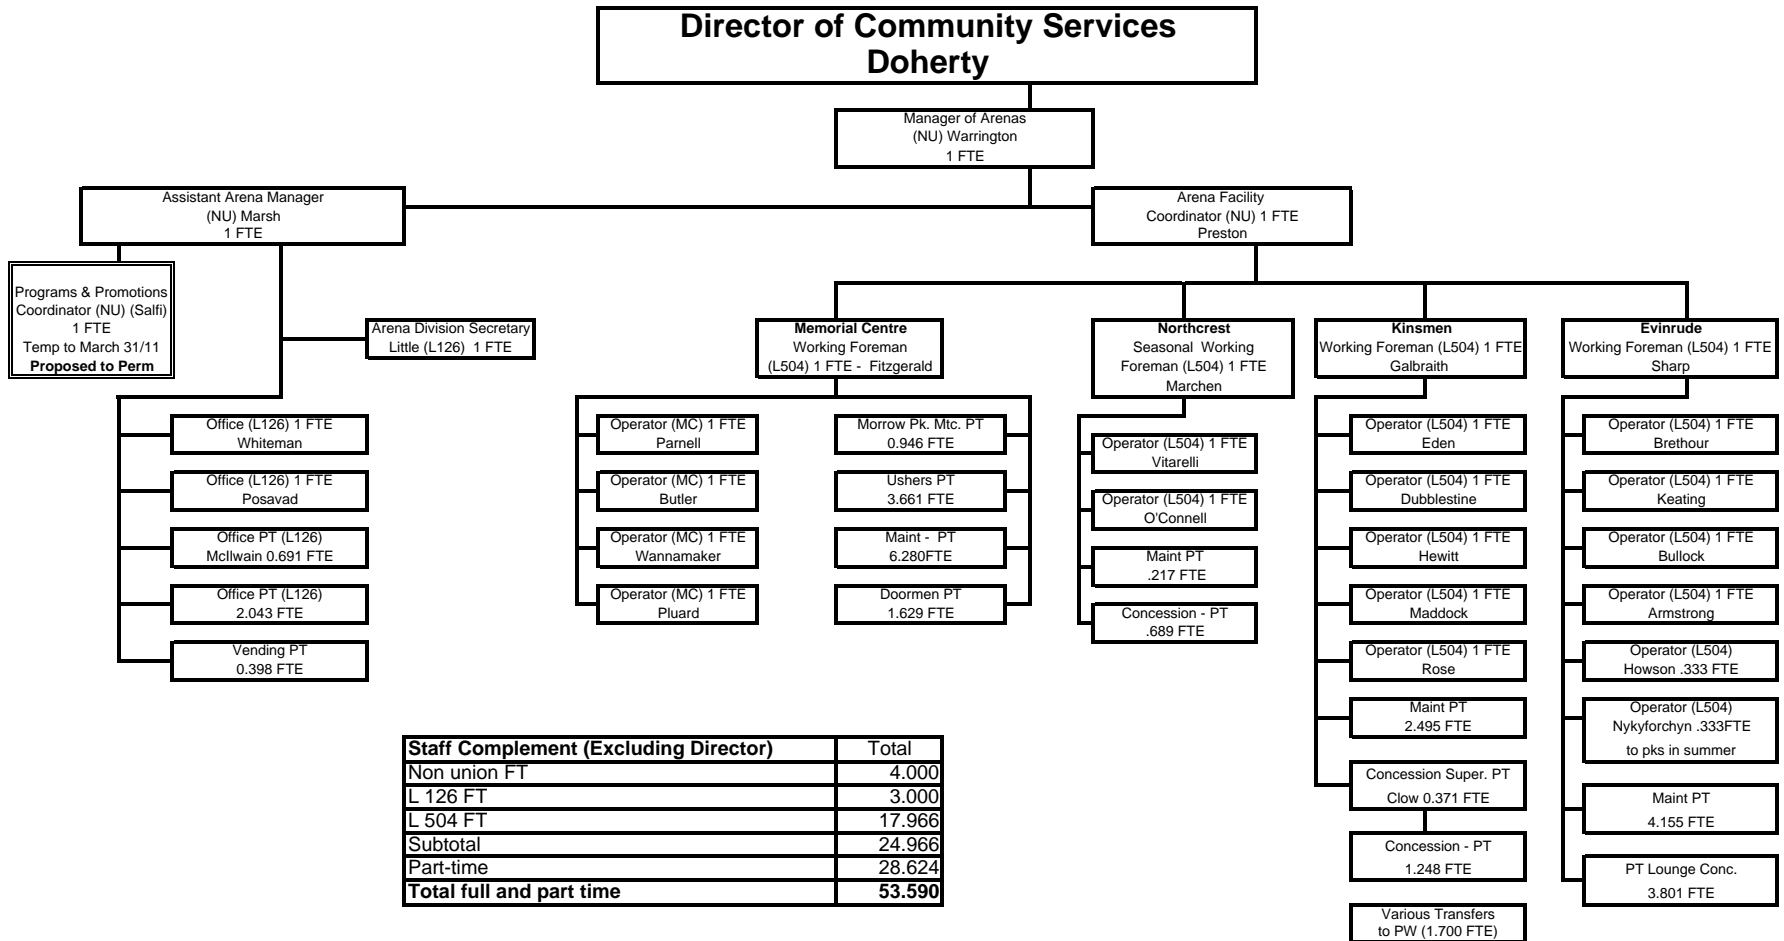 Director of Community Services
Doherty
Manager of Arenas
(NU) Warrington
1 FTE
Assistant Arena Manager
(NU) Marsh
1 FTE
Arena Facility
Coordinator (NU) 1 FTE
Preston
Programs & Promotions
Coordinator (NU) (Salfi)
1 FTE
Temp to March 31/11
Proposed to Perm
Arena Division Secretary
Little (L126)  1 FTE
Office (L126) 1 FTE
Whiteman
Office (L126) 1 FTE
Posavad
Office PT (L126)
McIlwain 0.691 FTE
Office PT (L126)
2.043 FTE
Vending PT
0.398 FTE
Memorial Centre
Working Foreman
(L504) 1 FTE -  Fitzgerald
Operator (MC) 1 FTE
Parnell
Operator (MC) 1 FTE
Butler
Operator (MC) 1 FTE
Wannamaker
Operator (MC) 1 FTE
Pluard
Morrow Pk. Mtc. PT
0.946 FTE
Ushers PT
3.661 FTE
Maint -  PT
6.280FTE
Doormen PT
1.629 FTE
Northcrest
Seasonal  Working
Foreman (L504) 1 FTE
Marchen
Operator (L504) 1 FTE
Vitarelli
Operator (L504) 1 FTE
O'Connell
Maint PT
.217 FTE
Concession - PT
.689 FTE
Kinsmen
Working Foreman (L504) 1 FTE
Galbraith
Operator (L504) 1 FTE
Eden
Operator (L504) 1 FTE
Dubblestine
Operator (L504) 1 FTE
Hewitt
Operator (L504) 1 FTE
Maddock
Operator (L504) 1 FTE
Rose
Maint PT
2.495 FTE
Concession Super. PT
Clow 0.371 FTE
Concession - PT
1.248 FTE
Various Transfers
to PW (1.700 FTE)
Evinrude
Working Foreman (L504) 1 FTE
Sharp
Operator (L504) 1 FTE
Brethour
Operator (L504) 1 FTE
Keating
Operator (L504) 1 FTE
Bullock
Operator (L504) 1 FTE
Armstrong
Operator (L504)
Howson .333 FTE
Operator (L504)
Nykyforchyn .333FTE
to pks in summer
Maint PT
4.155 FTE
PT Lounge Conc.
3.801 FTE
Staff Complement (Excluding Director) Total
Non union FT 4.000
L 126 FT 3.000
L 504 FT 17.966
Subtotal 24.966
Part-time 28.624
Total full and part time 53.590